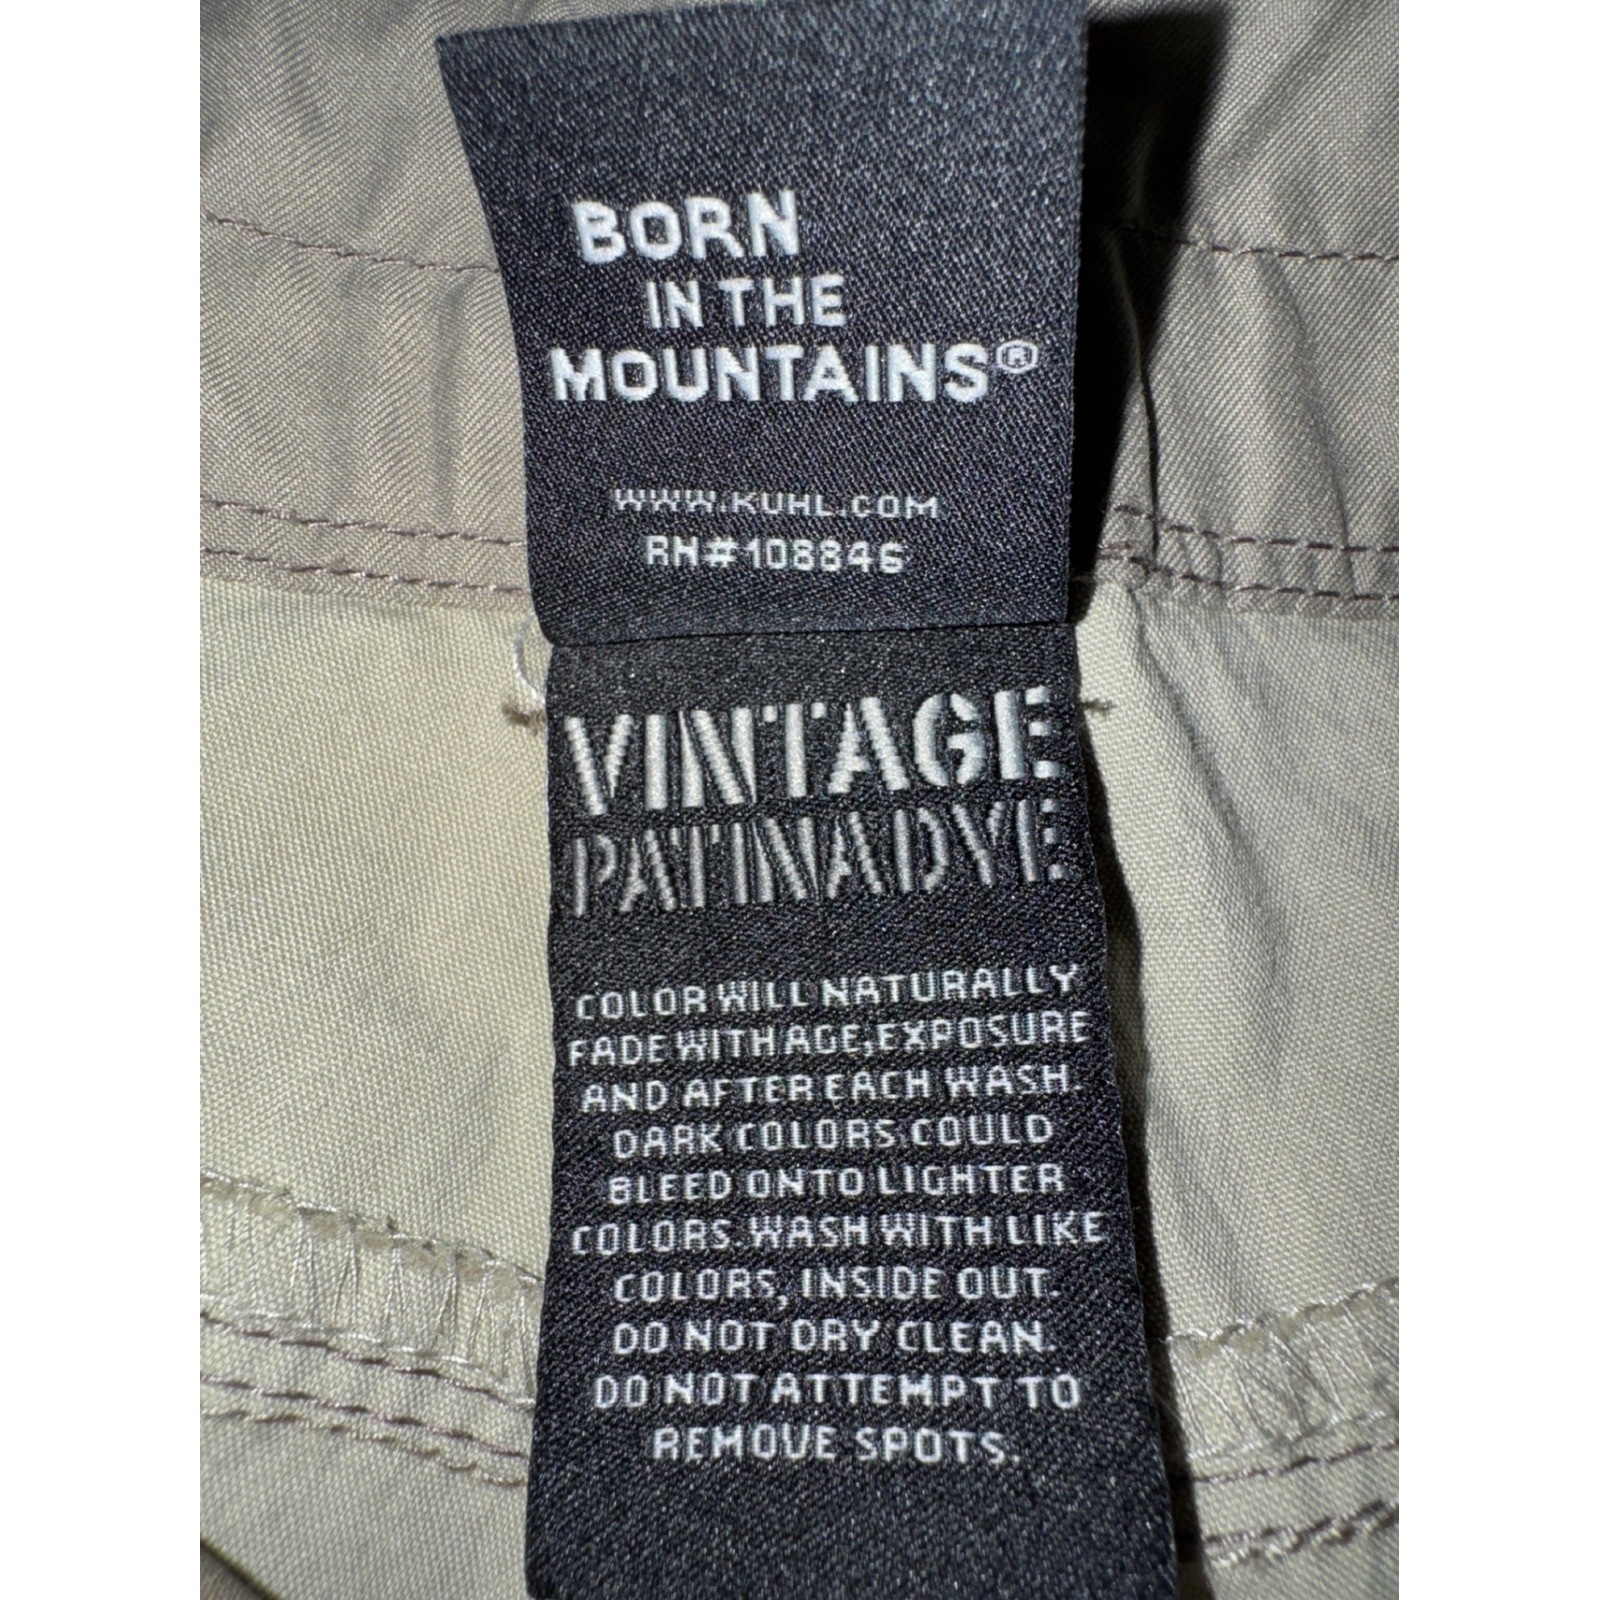 BORN
IN THE
MOUNTAINS®
WWW.KUHL.COM
RN#108846
VINTAGE
PATINADYE
COLOR WILL NATURALLY
FADE WITH AGE, EXPOSURE
AND AFTER EACH WASH.
DARK COLORS COULD
BLEED ONTO LIGHTER
COLORS. WASH WITH LIKE
COLORS, INSIDE OUT.
DO NOT DRY CLEAN.
DO NOT ATTEMPT TO
REMOVE SPOTS.